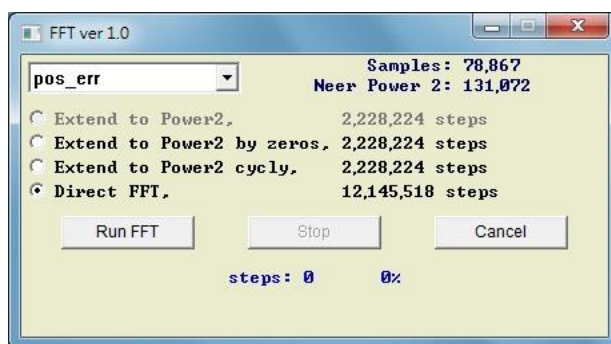 FFT ver 1.0
pos_err
Samples: 78,867
Neer Power 2: 131,072
Extend to Power2, 2,228,224 steps
Extend to Power2 by zeros, 2,228,224 steps
Extend to Power2 cycly, 2,228,224 steps
Direct FFT, 12,145,518 steps
Run FFT Stop Cancel
steps: 0 0%